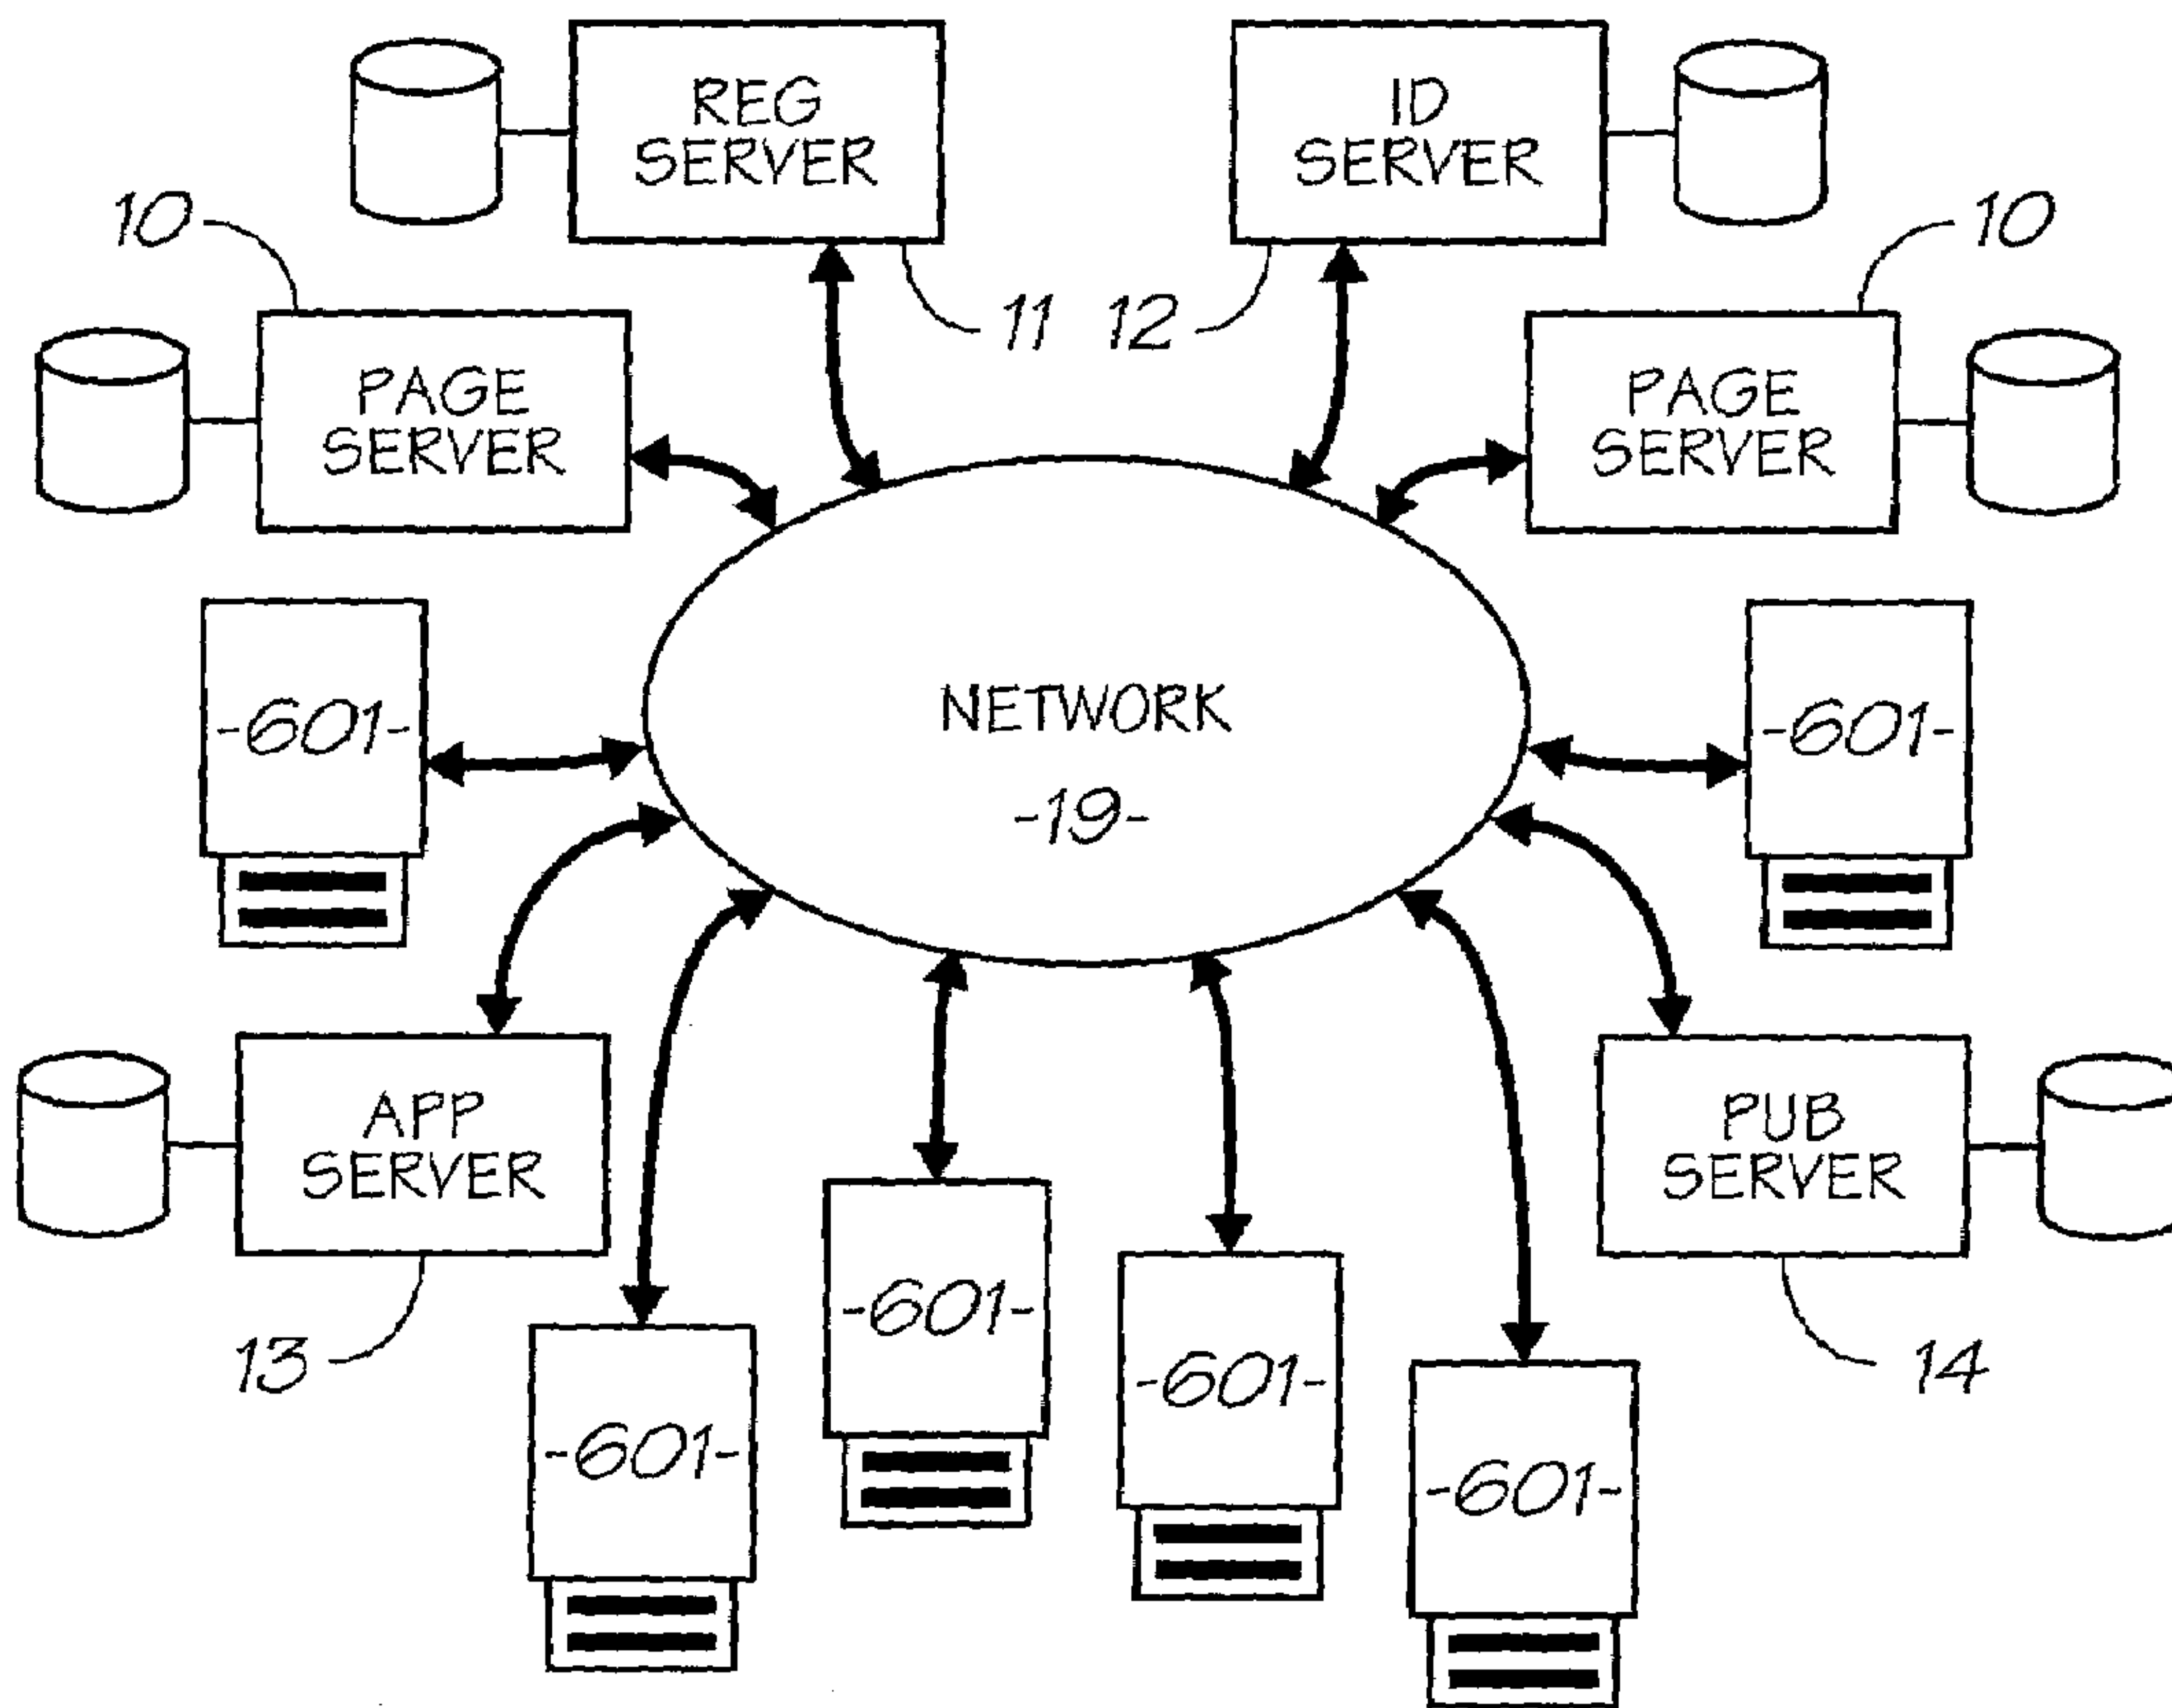 REG
SERVER
ID
SERVER
10
10
11
12
PAGE
SERVER
PAGE
SERVER
-601-
NETWORK
-19-
-601-
APP
SERVER
PUB
SERVER
13
-601-
-601-
-601-
-601-
14